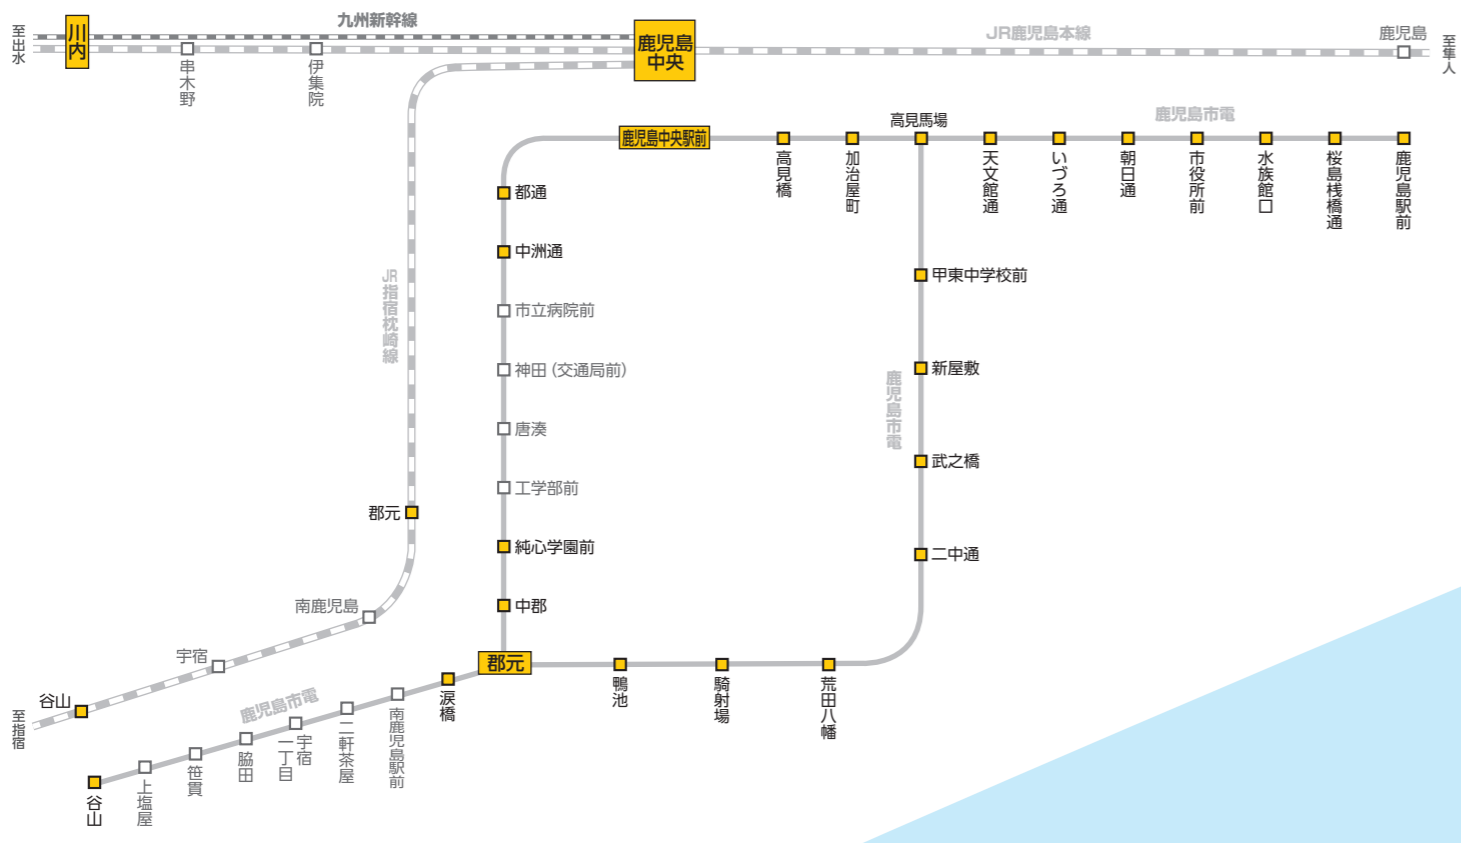 九州新幹線
至出水
川内
串木野
伊集院
鹿児島
中央
JR鹿児島本線
鹿児島
至隼人
鹿児島市電
鹿児島中央駅前
高見橋
加治屋町
高見馬場
天文館通
いづろ通
朝日通
市役所前
水族館口
桜島桟橋通
鹿児島駅前
都通
中洲通
市立病院前
神田(交通局前)
唐湊
工学部前
純心学園前
中郡
郡元
JR指宿枕崎線
郡元
南鹿児島
宇宿
谷山
至指宿
甲東中学校前
新屋敷
武之橋
二中通
鹿児島市電
荒田八幡
騎射場
鴨池
涙橋
南鹿児島駅前
二軒茶屋
宇宿
一丁目
脇田
笹貫
上塩屋
谷山
鹿児島市電